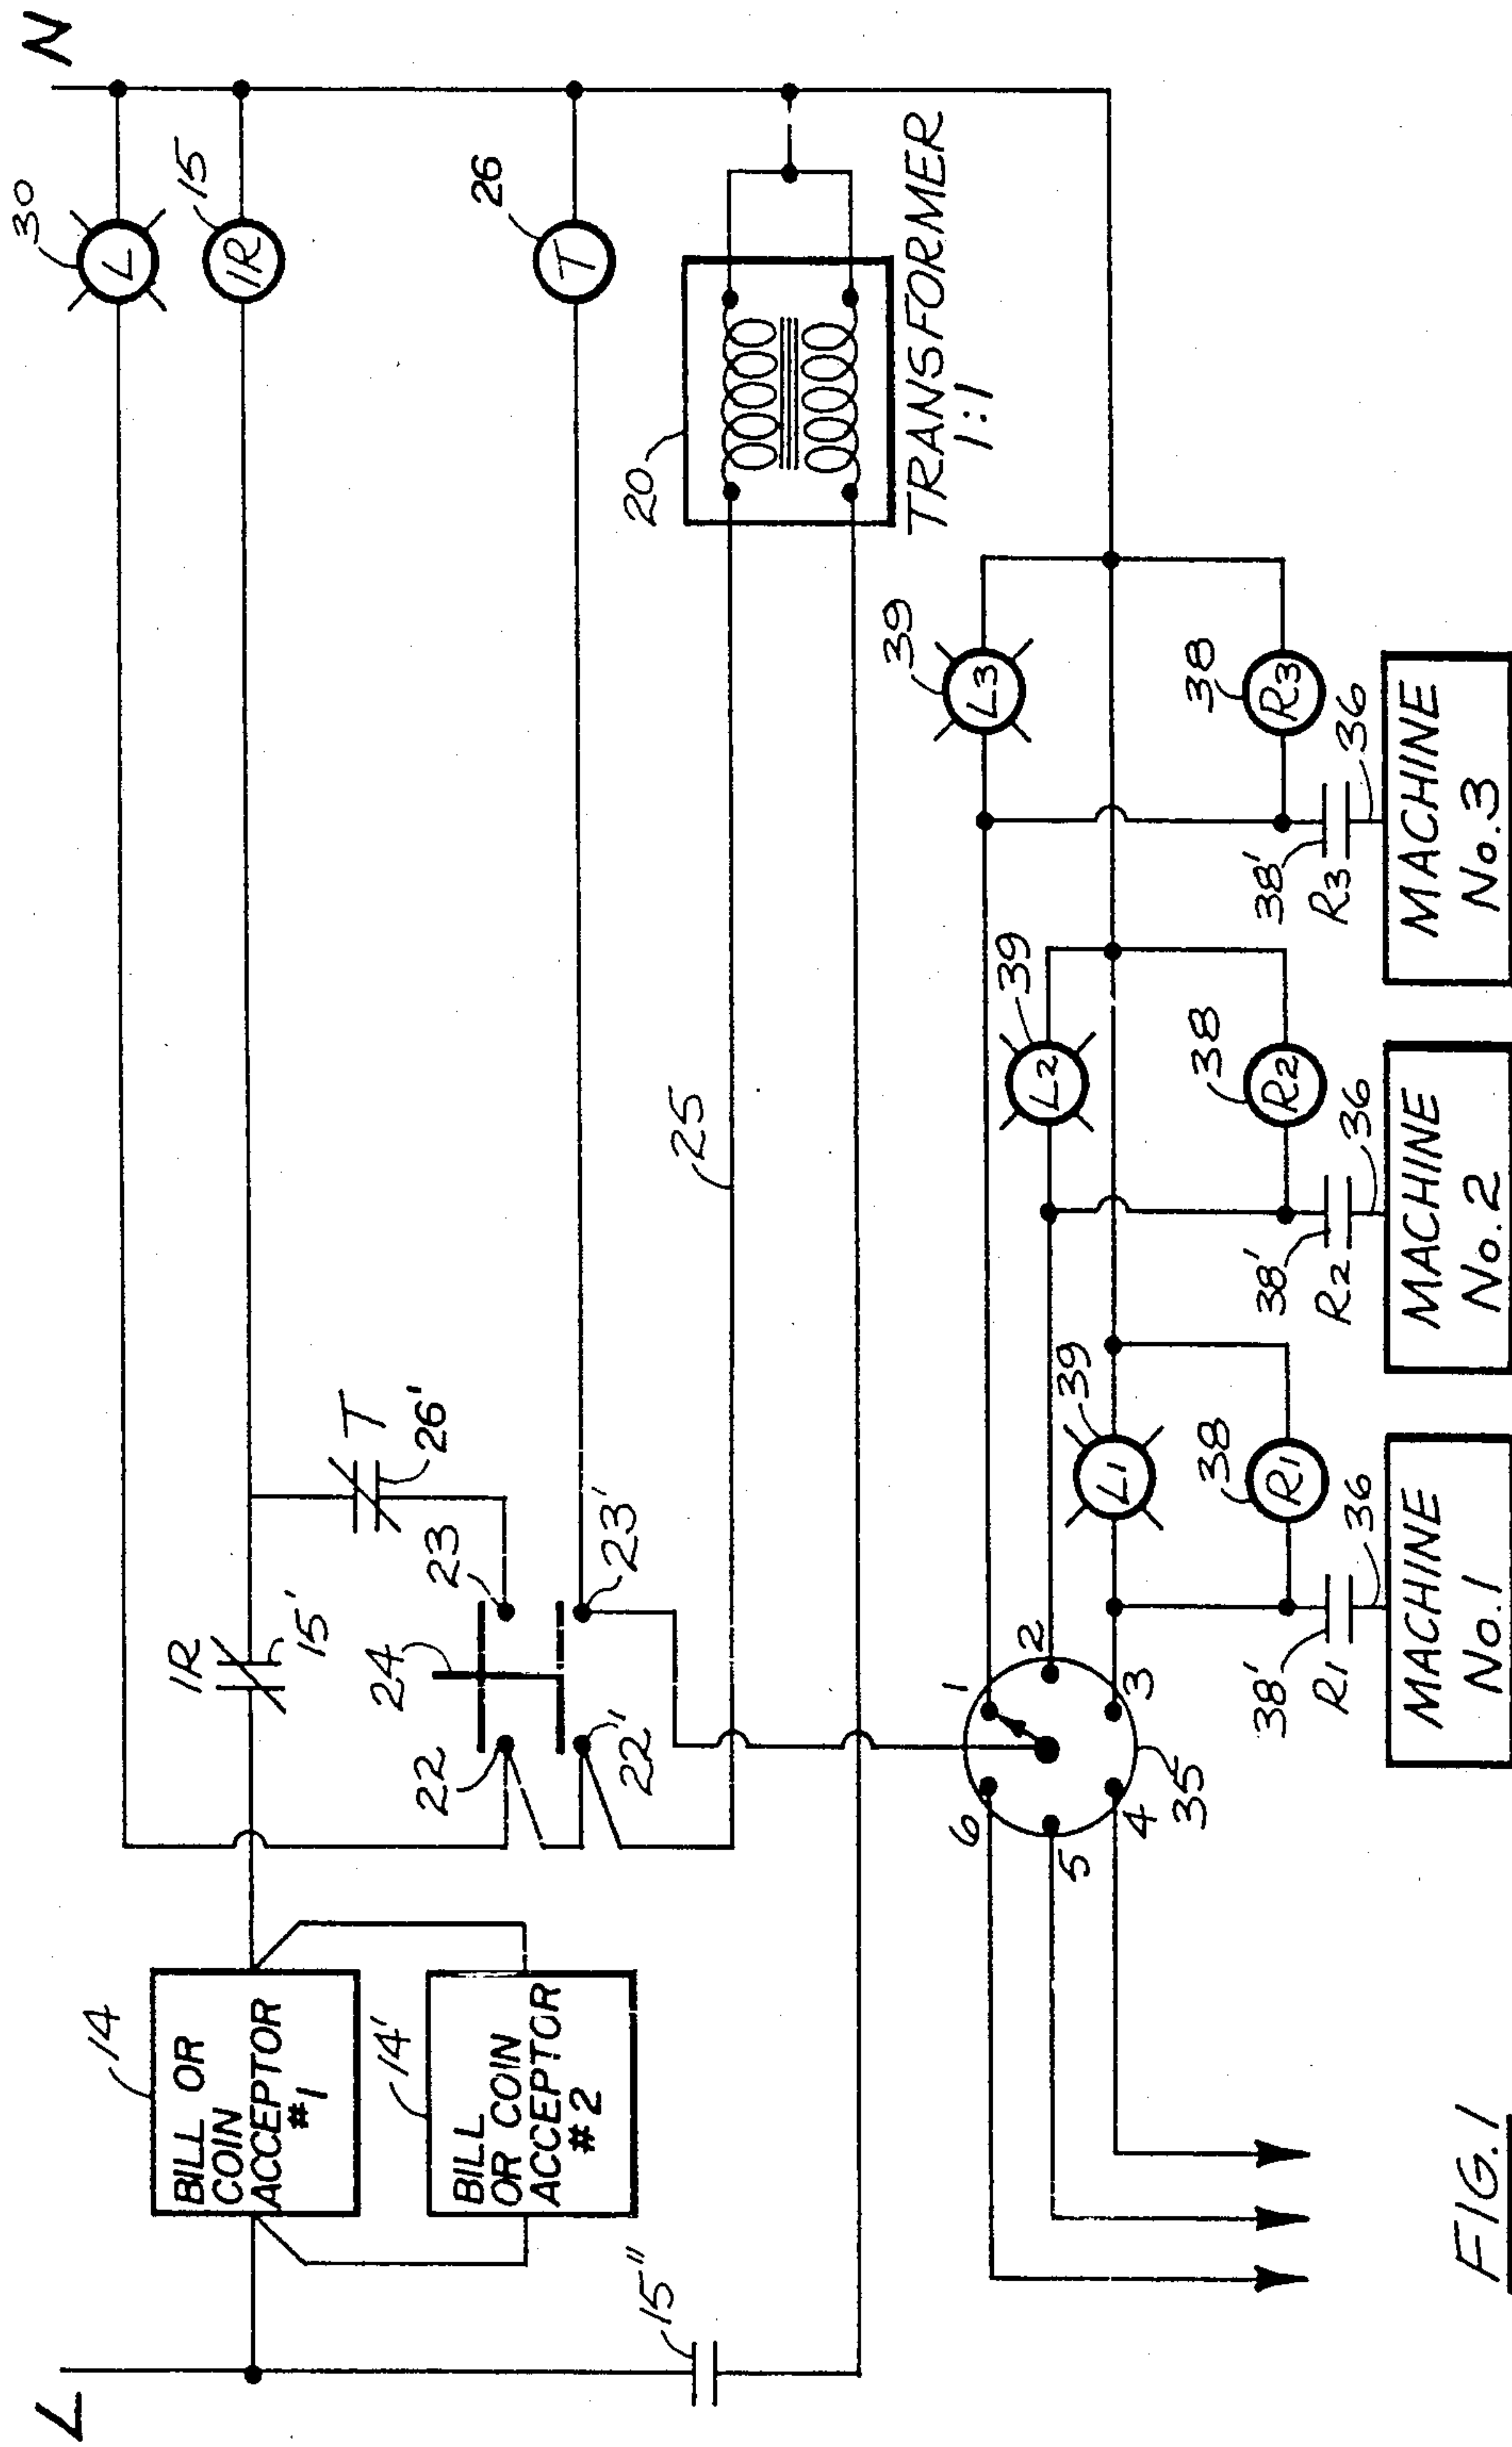 L
N
30
L
15
1R
14
BILL OR
COIN
ACCEPTOR
#1
1R
15'
T
26'
26
T
14'
BILL
OR COIN
ACCEPTOR
#2
24
22
23
22'
23'
25
20
TRANSFORMER
1:1
15"
1
2
3
4
5
6
35
39
L3
39
L2
39
L1
38
R3
38
R2
38
R1
38'
R1
36
38'
R2
36
38'
R3
36
MACHINE
No.1
MACHINE
No.2
MACHINE
No.3
FIG.1